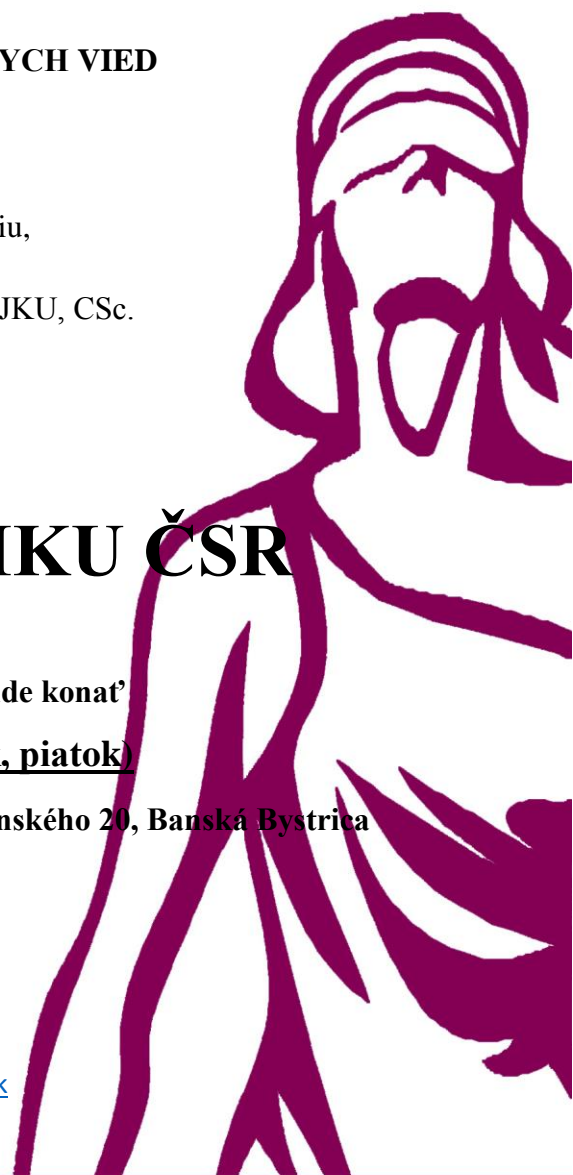 YCH VIED
iu,
JKU, CSc.
IKU ČSR
de konať
, piatok)
nského 20, Banská Bystrica
k